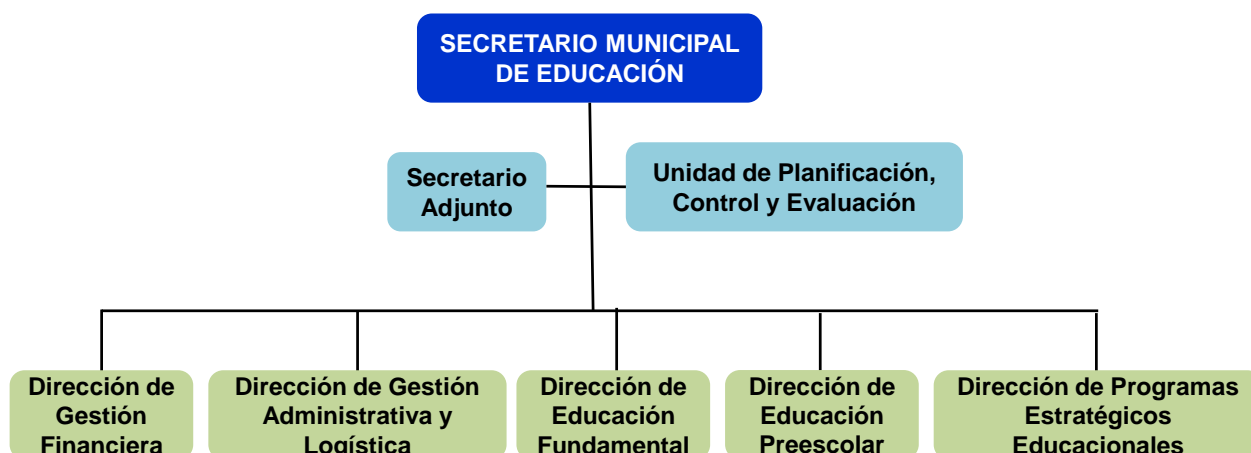 SECRETARIO MUNICIPAL
DE EDUCACIÓN
Secretario
Adjunto
Unidad de Planificación,
Control y Evaluación
Dirección de
Gestión
Financiera
Dirección de Gestión
Administrativa y
Logística
Dirección de
Educación
Fundamental
Dirección de
Educación
Preescolar
Dirección de Programas
Estratégicos
Educacionales